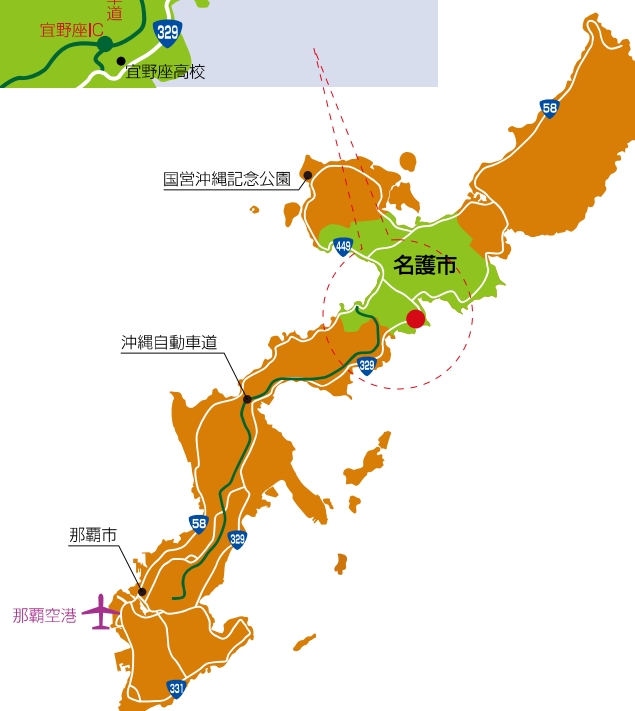 道
宜野座IC
329
宜野座高校
58
国営沖縄記念公園
449
名護市
沖縄自動車道
329
58
那覇市
329
那覇空港
331